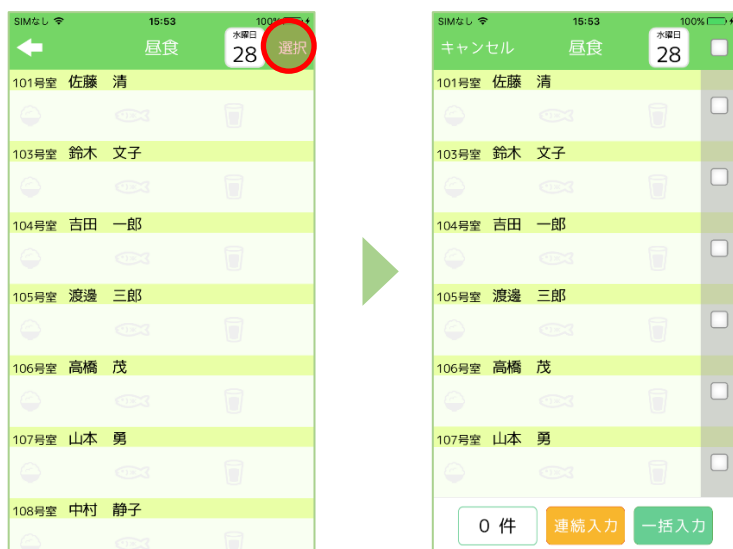 SIMなし 15:53 100%
昼食 水曜日 28 選択
101号室 佐藤 清
103号室 鈴木 文子
104号室 吉田 一郎
105号室 渡邊 三郎
106号室 高橋 茂
107号室 山本 勇
108号室 中村 静子
SIMなし 15:53 100%
キャンセル 昼食 水曜日 28
101号室 佐藤 清
103号室 鈴木 文子
104号室 吉田 一郎
105号室 渡邊 三郎
106号室 高橋 茂
107号室 山本 勇
0 件 連続入力 一括入力